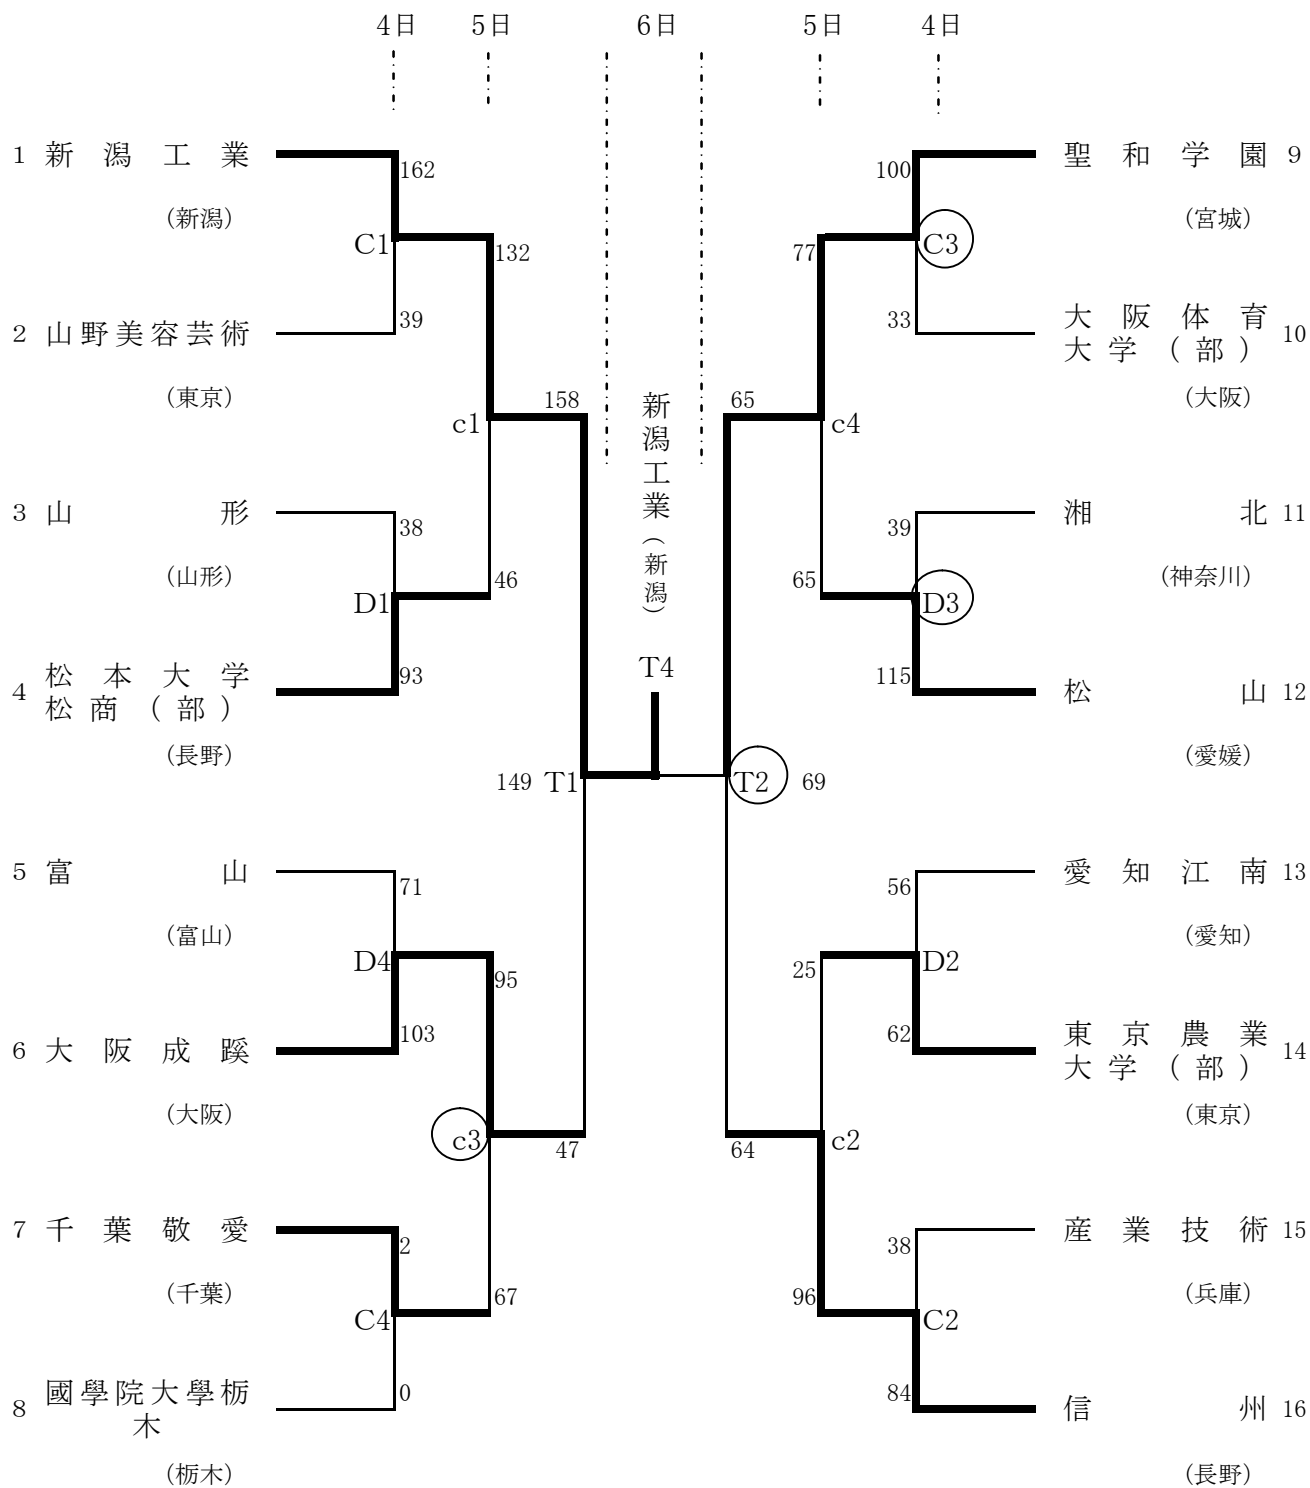 4日 5日 6日 5日 4日
1 新潟工業
(新潟)
162
C1
39
2 山野美容芸術
(東京)
132
c1
46
3 山形
(山形)
38
D1
93
4 松本大学
松商(部)
(長野)
158
149 T1
5 富山
(富山)
71
D4
103
6 大阪成蹊
(大阪)
95
c3
67
47
7 千葉敬愛
(千葉)
2
C4
0
8 國學院大學栃
木
(栃木)
新潟工業(新潟)
T4
聖和学園 9
(宮城)
100
C3
33
大阪体育
大学(部) 10
(大阪)
77
c4
65
湘北 11
(神奈川)
39
D3
115
松山 12
(愛媛)
65
T2 69
愛知江南 13
(愛知)
56
D2
62
東京農業
大学(部) 14
(東京)
25
c2
96
64
産業技術 15
(兵庫)
38
C2
84
信州 16
(長野)